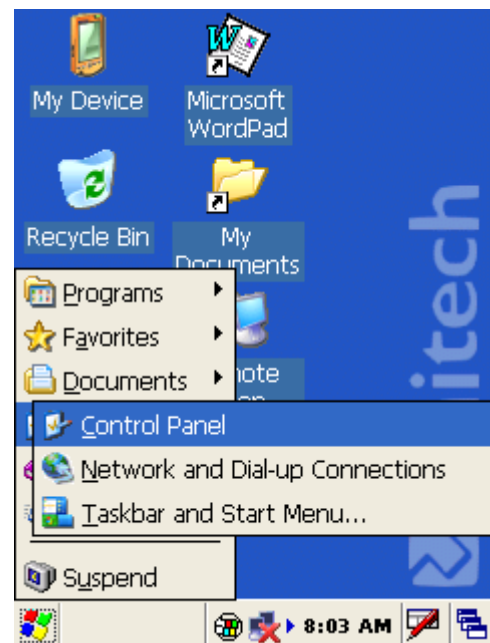 My Device
Microsoft
WordPad
Recycle Bin
My
Documents
Programs
Favorites
Documents
Control Panel
Network and Dial-up Connections
Taskbar and Start Menu...
Suspend
8:03 AM